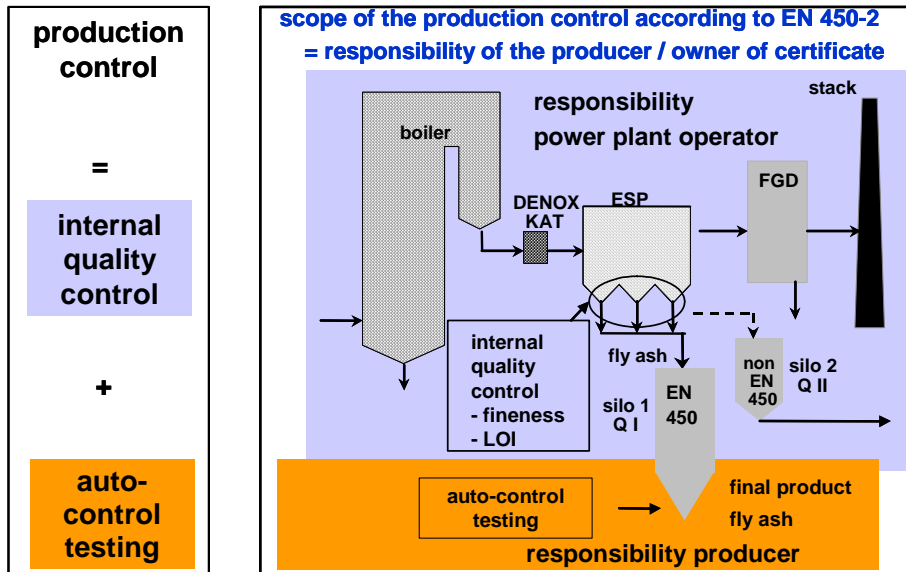 production
control
=
internal
quality
control
+
auto-
control
testing
scope of the production control according to EN 450-2
= responsibility of the producer / owner of certificate
responsibility
power plant operator
stack
boiler
FGD
DENOX
KAT
ESP
internal
quality
control
- fineness
- LOI
fly ash
silo 1
Q I
EN
450
non
EN
450
silo 2
Q II
auto-control
testing
final product
fly ash
responsibility producer